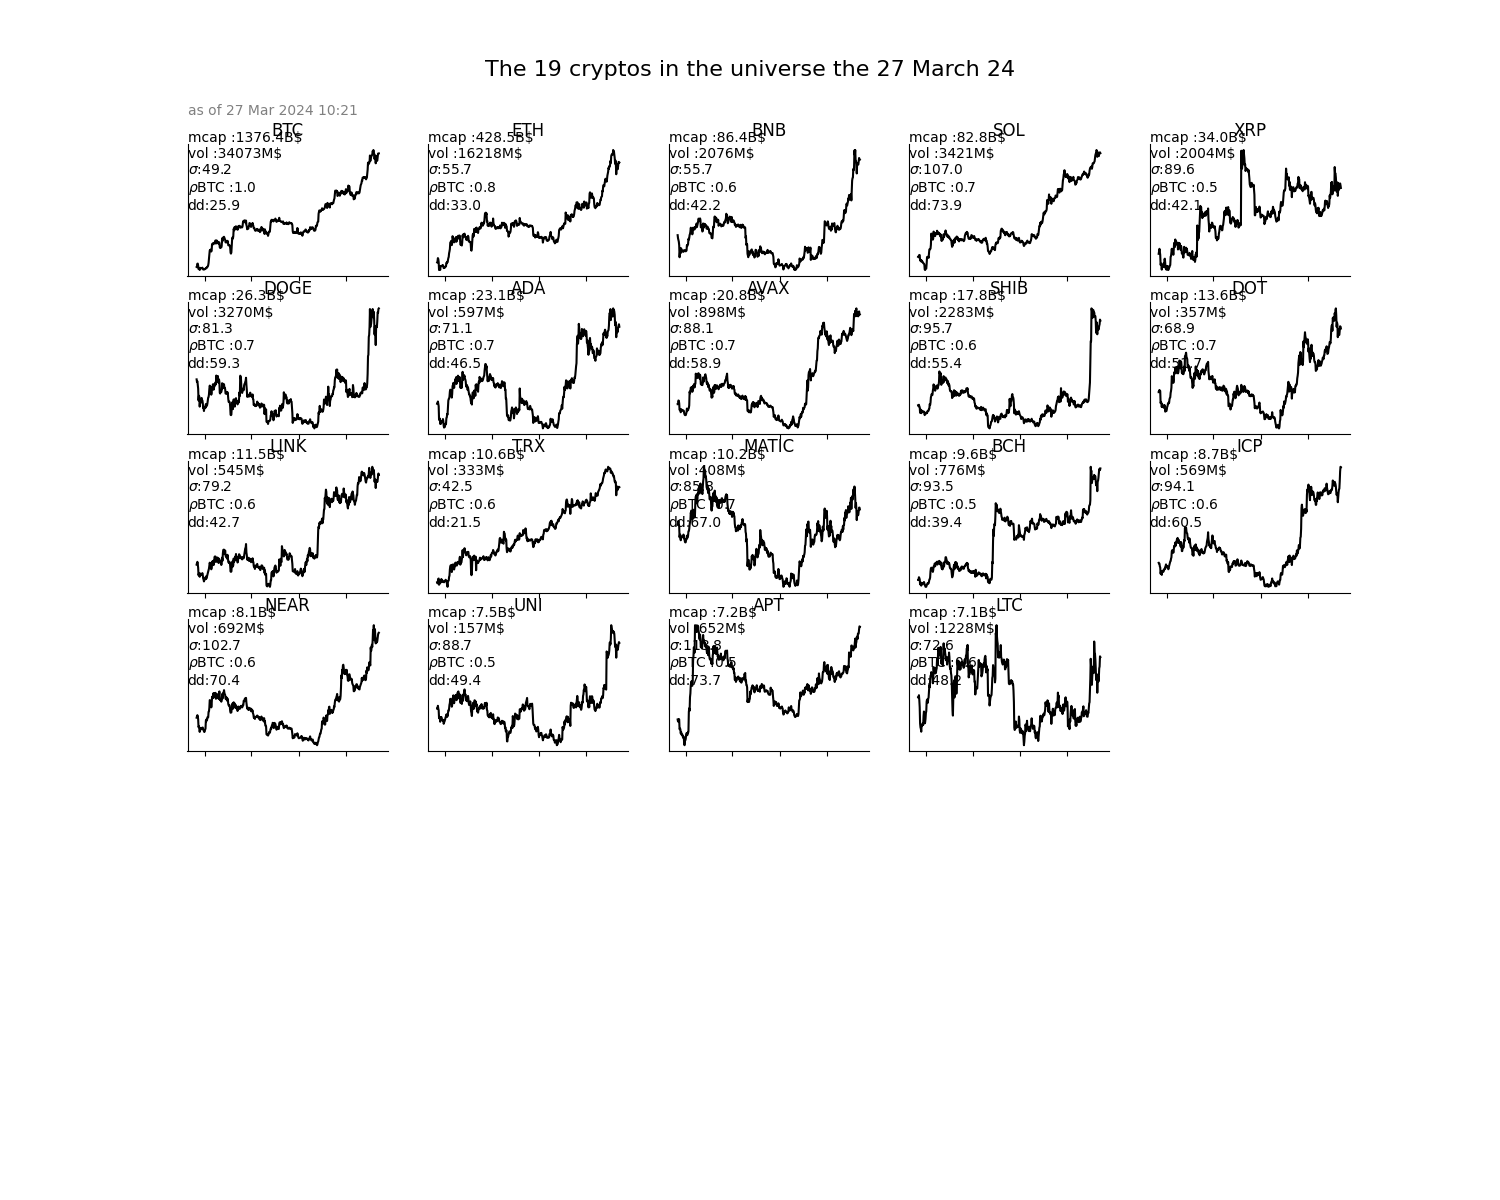 The 19 cryptos in the universe the 27 March 24
as of 27 Mar 2024 10:21
BTC
mcap :1376.4B$
vol :34073M$
σ:49.2
ρBTC :1.0
dd:25.9
ETH
mcap :428.5B$
vol :16218M$
σ:55.7
ρBTC :0.8
dd:33.0
BNB
mcap :86.4B$
vol :2076M$
σ:55.7
ρBTC :0.6
dd:42.2
SOL
mcap :82.8B$
vol :3421M$
σ:107.0
ρBTC :0.7
dd:73.9
XRP
mcap :34.0B$
vol :2004M$
σ:89.6
ρBTC :0.5
dd:42.1
DOGE
mcap :26.3B$
vol :3270M$
σ:81.3
ρBTC :0.7
dd:59.3
ADA
mcap :23.1B$
vol :597M$
σ:71.1
ρBTC :0.7
dd:46.5
AVAX
mcap :20.8B$
vol :898M$
σ:88.1
ρBTC :0.7
dd:58.9
SHIB
mcap :17.8B$
vol :2283M$
σ:95.7
ρBTC :0.6
dd:55.4
DOT
mcap :13.6B$
vol :357M$
σ:68.9
ρBTC :0.7
LINK
mcap :11.5B$
vol :545M$
σ:79.2
ρBTC :0.6
dd:42.7
TRX
mcap :10.6B$
vol :333M$
σ:42.5
ρBTC :0.6
dd:21.5
MATIC
mcap :10.2B$
vol :408M$
σ:85.8
ρBTC :0.7
dd:67.0
BCH
mcap :9.6B$
vol :776M$
σ:93.5
ρBTC :0.5
dd:39.4
ICP
mcap :8.7B$
vol :569M$
σ:94.1
ρBTC :0.6
dd:60.5
NEAR
mcap :8.1B$
vol :692M$
σ:102.7
ρBTC :0.6
dd:70.4
UNI
mcap :7.5B$
vol :157M$
σ:88.7
ρBTC :0.5
dd:49.4
APT
mcap :7.2B$
vol :652M$
ρBTC :0.5
dd:73.7
LTC
mcap :7.1B$
vol :1228M$
σ:72.6
ρBTC :0.6
dd:48.2